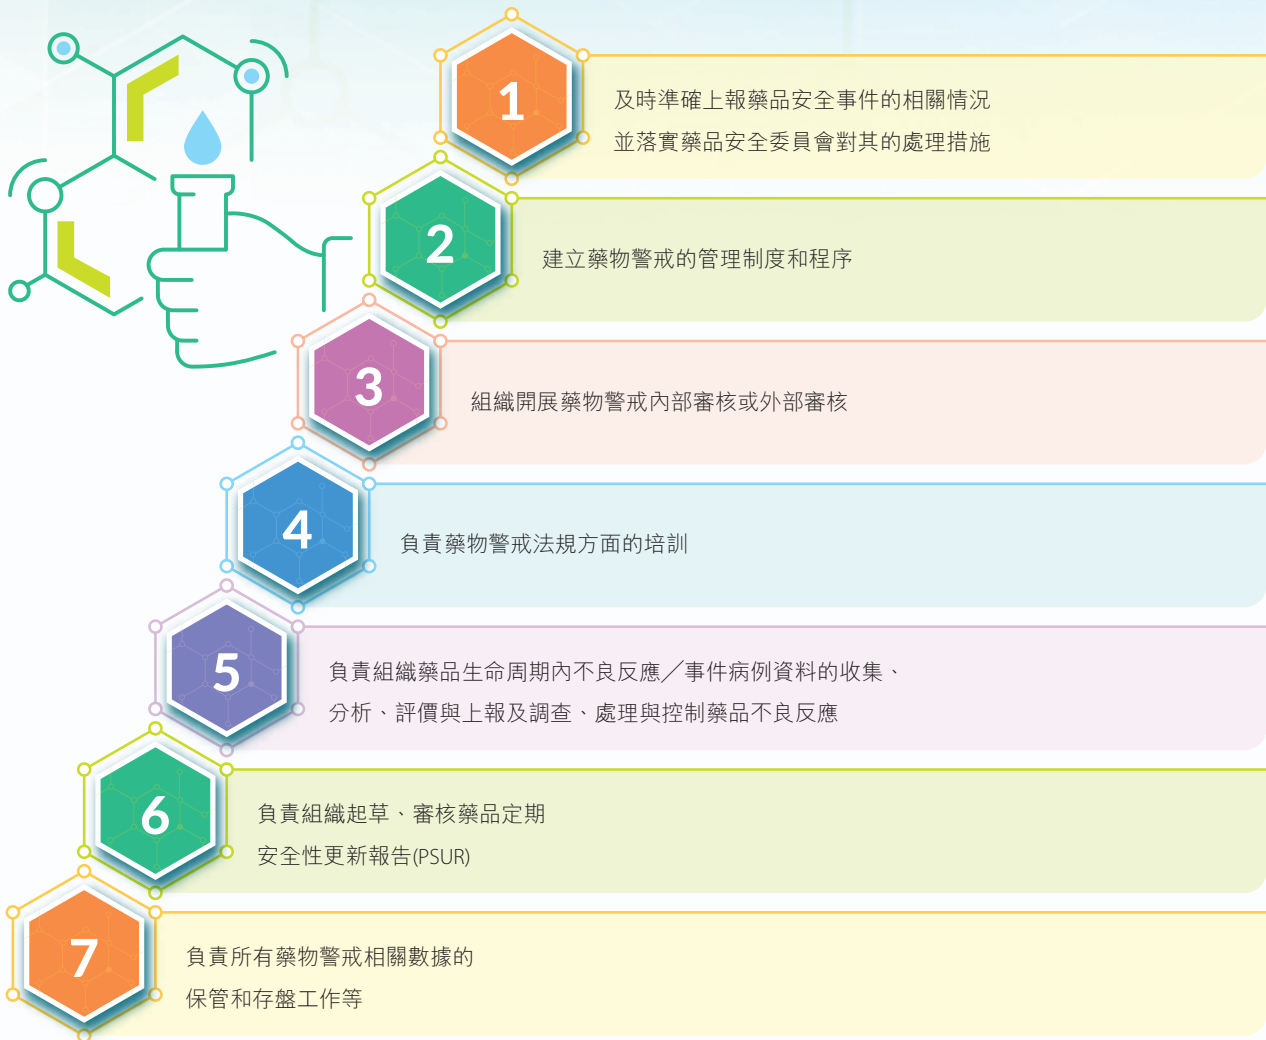 1
及時準確上報藥品安全事件的相關情況
並落實藥品安全委員會對其的處理措施
2
建立藥物警戒的管理制度和程序
3
組織開展藥物警戒內部審核或外部審核
4
負責藥物警戒法規方面的培訓
5
負責組織藥品生命周期內不良反應／事件病例資料的收集、
分析、評價與上報及調查、處理與控制藥品不良反應
6
負責組織起草、審核藥品定期
安全性更新報告(PSUR)
7
負責所有藥物警戒相關數據的
保管和存盤工作等